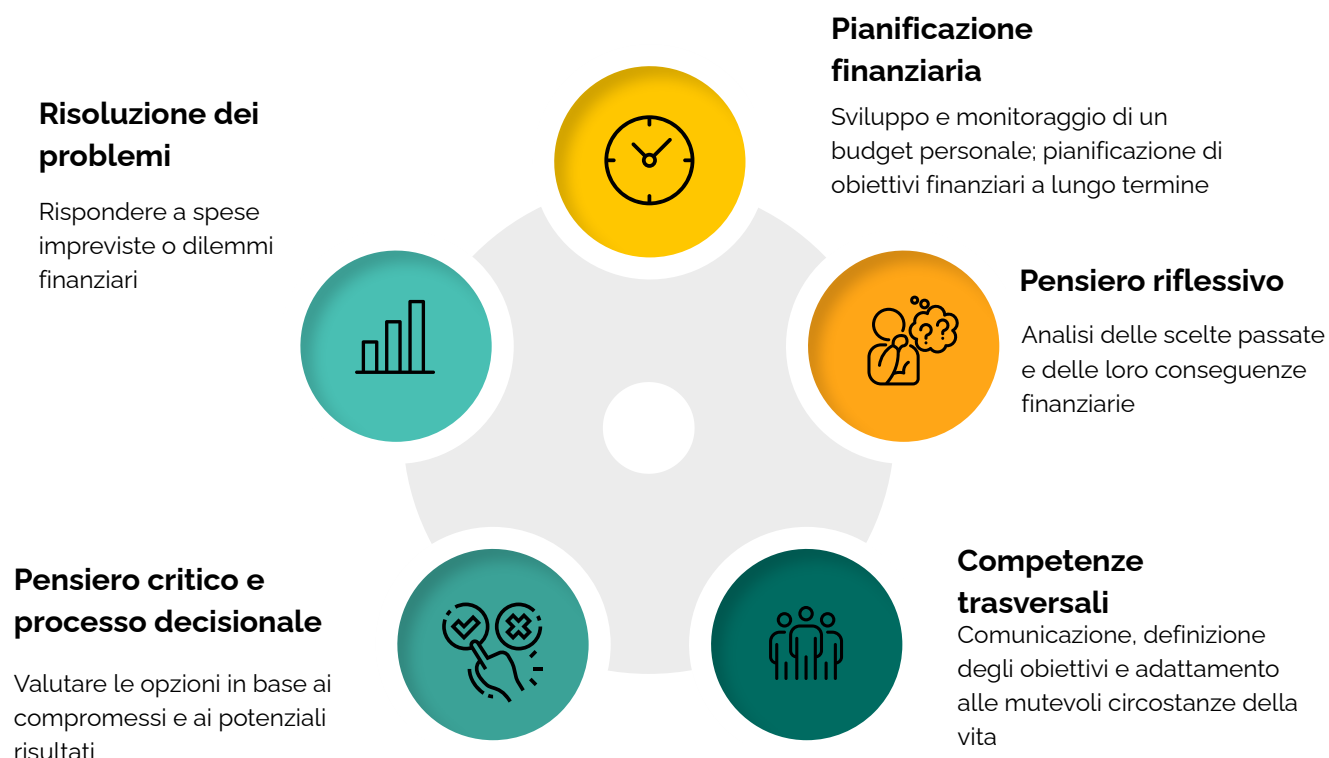 Pianificazione
finanziaria
Sviluppo e monitoraggio di un
budget personale; pianificazione di
obiettivi finanziari a lungo termine
Risoluzione dei
problemi
Rispondere a spese
impreviste o dilemmi
finanziari
Pensiero riflessivo
Analisi delle scelte passate
e delle loro conseguenze
finanziarie
? ?
Pensiero critico e
processo decisionale
Valutare le opzioni in base ai
compromessi e ai potenziali
risultati
Competenze
trasversali
Comunicazione, definizione
degli obiettivi e adattamento
alle mutevoli circostanze della
vita